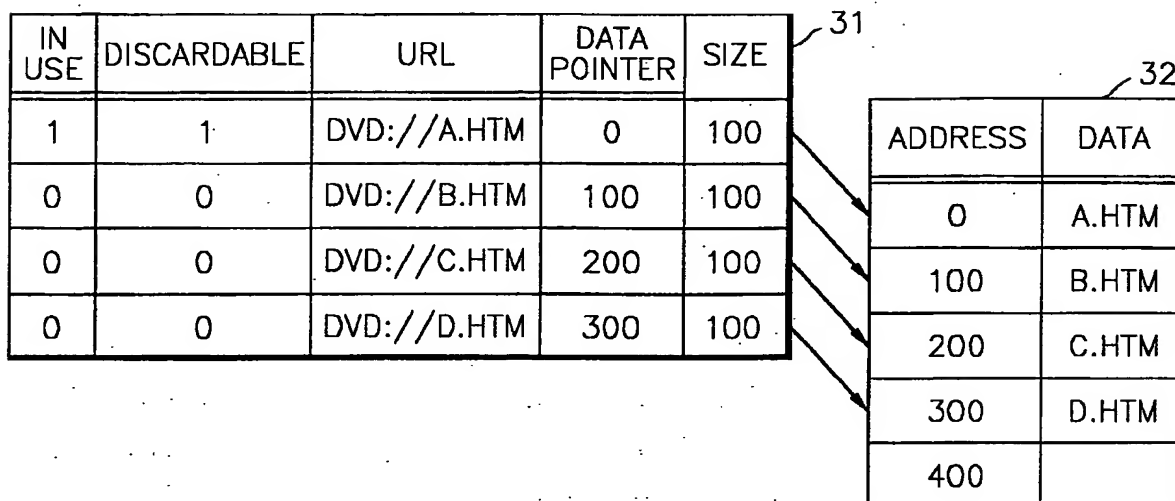 31
IN USE DISCARDABLE URL DATA POINTER SIZE
1 1 DVD://A.HTM 0 100
0 0 DVD://B.HTM 100 100
0 0 DVD://C.HTM 200 100
0 0 DVD://D.HTM 300 100
32
ADDRESS DATA
0 A.HTM
100 B.HTM
200 C.HTM
300 D.HTM
400